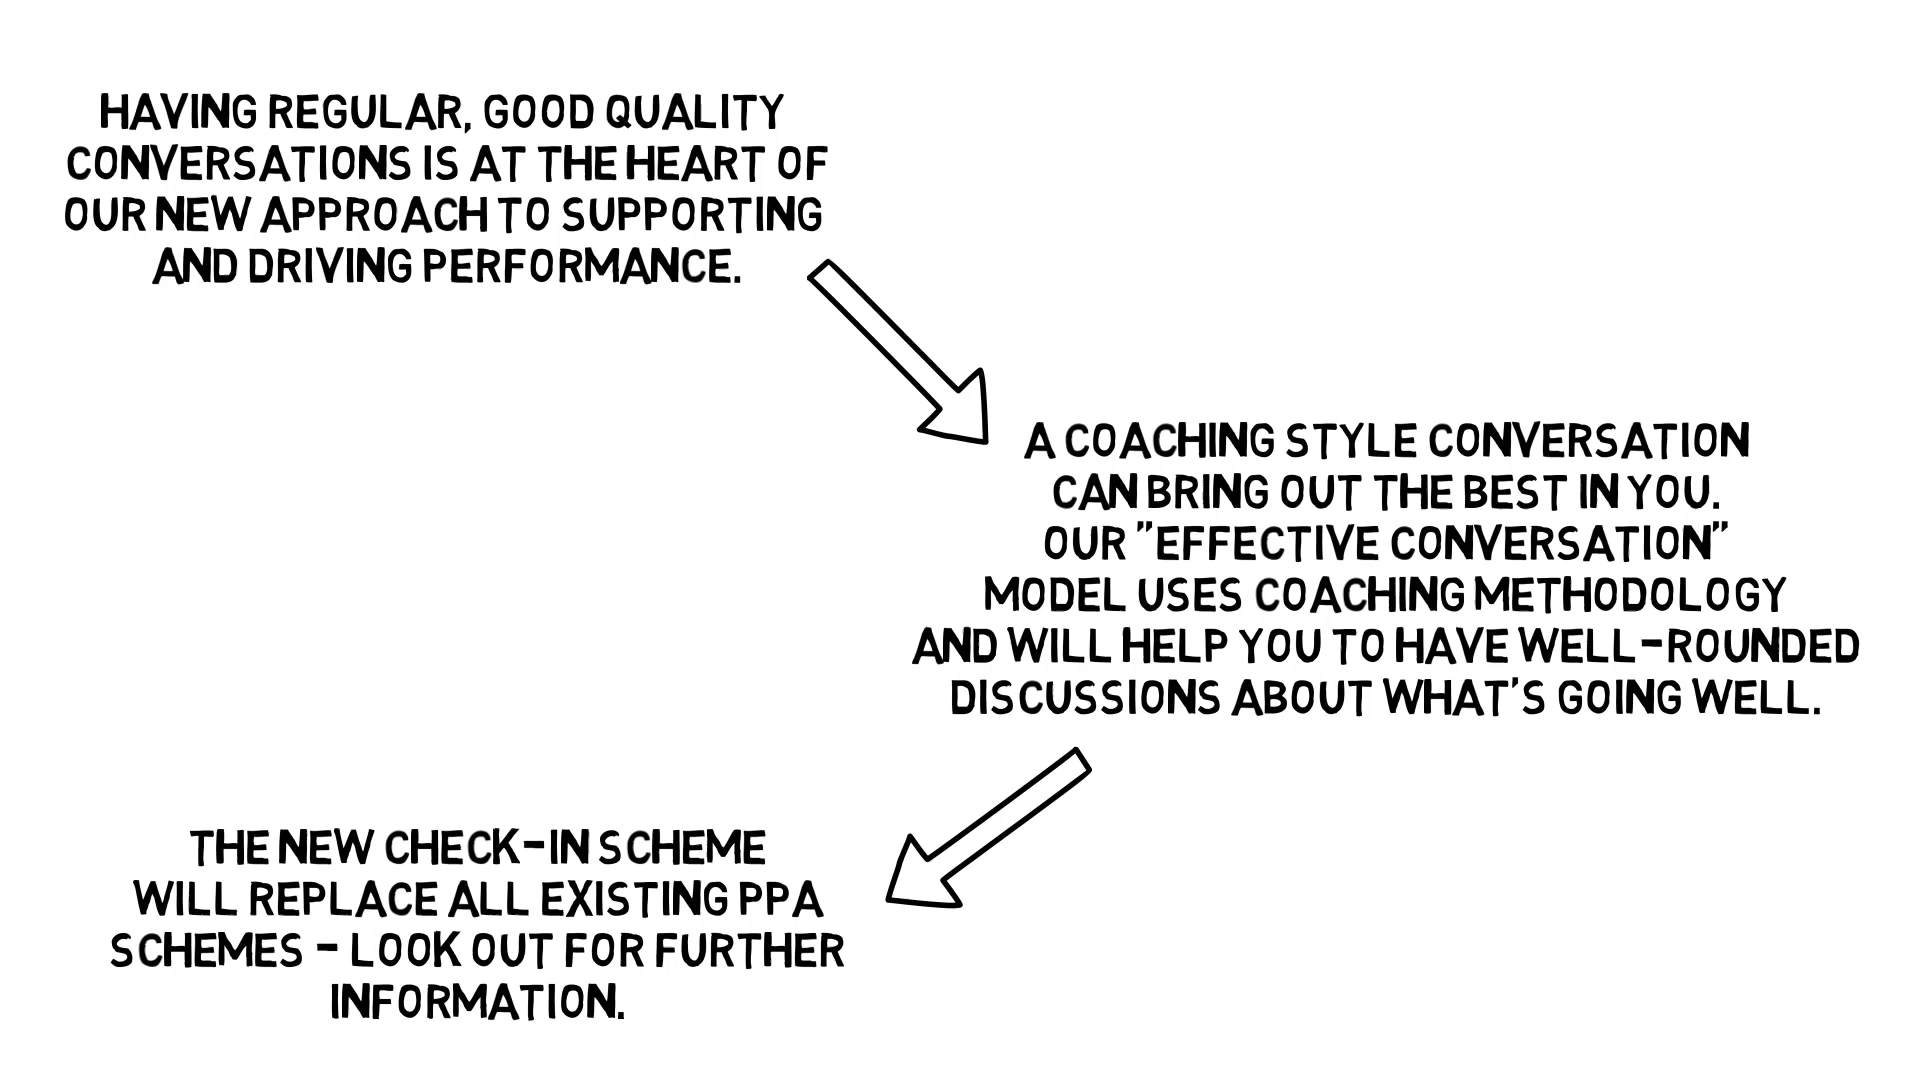 HAVING REGULAR, GOOD QUALITY
CONVERSATIONS IS AT THE HEART OF
OUR NEW APPROACH TO SUPPORTING
AND DRIVING PERFORMANCE.
A COACHING STYLE CONVERSATION
CAN BRING OUT THE BEST IN YOU.
OUR "EFFECTIVE CONVERSATION"
MODEL USES COACHING METHODOLOGY
AND WILL HELP YOU TO HAVE WELL-ROUNDED
DISCUSSIONS ABOUT WHAT'S GOING WELL.
THE NEW CHECK-IN SCHEME
WILL REPLACE ALL EXISTING PPA
SCHEMES - LOOK OUT FOR FURTHER
INFORMATION.